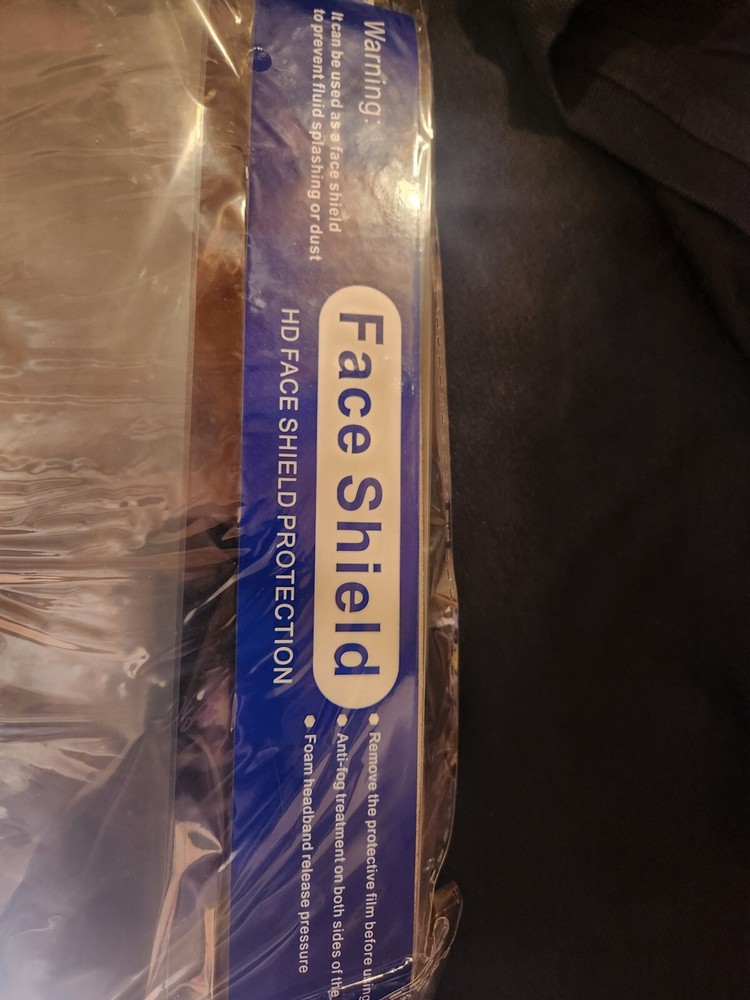 Warning:
It can be used as a face shield
to prevent fluid splashing or dust
Face Shield
HD FACE SHIELD PROTECTION
Remove the protective film before using
Anti-fog treatment on both sides of the
Foam headband release pressure